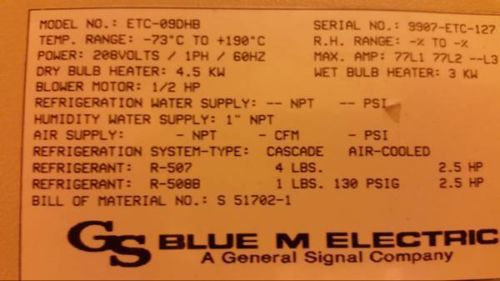 MODEL NO.: ETC-09DHB SERIAL NO.: 9907-ETC-127
TEMP. RANGE: -73°C TO +190°C R.H. RANGE: -% TO -%
POWER: 208VOLTS / 1PH / 60HZ MAX. AMP: 77L1 77L2 --L3
DRY BULB HEATER: 4.5 KW WET BULB HEATER: 3 KW
BLOWER MOTOR: 1/2 HP
REFRIGERATION WATER SUPPLY: -- NPT -- PSI
HUMIDITY WATER SUPPLY: 1" NPT
AIR SUPPLY: - NPT - CFM - PSI
REFRIGERATION SYSTEM-TYPE: CASCADE AIR-COOLED
REFRIGERANT: R-507 4 LBS. 2.5 HP
REFRIGERANT: R-508B 1 LBS. 130 PSIG 2.5 HP
BILL OF MATERIAL NO.: S 51702-1
GS BLUE M ELECTRIC
A General Signal Company